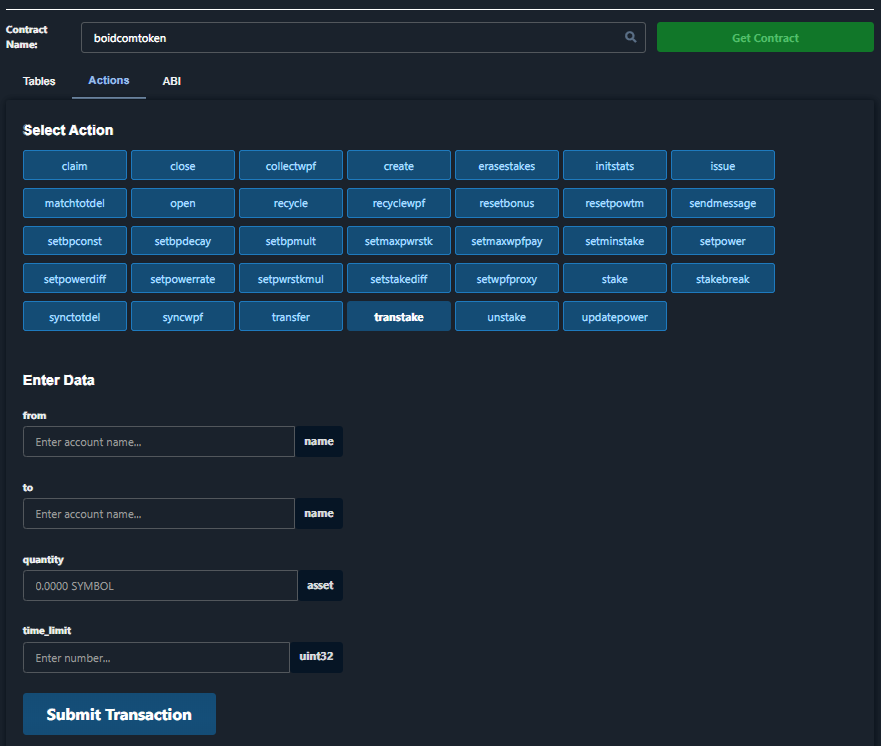 Contract
Name:
boidcomtoken
Get Contract
Tables Actions ABI
Select Action
claim close collectwpf create erasestakes initstats issue
matchtotdel open recycle recyclewpf resetbonus resetpowtm sendmessage
setbpconst setbpdecay setbpmult setmaxpwrstk setmaxwpfpay setminstake setpower
setpowerdiff setpowerrate setpwrstkmul setstakediff setwpfproxy stake stakebreak
synctotdel syncwpf transfer transtake unstake updatepower
Enter Data
from
Enter account name... name
to
Enter account name... name
quantity
0.0000 SYMBOL asset
time_limit
Enter number... uint32
Submit Transaction